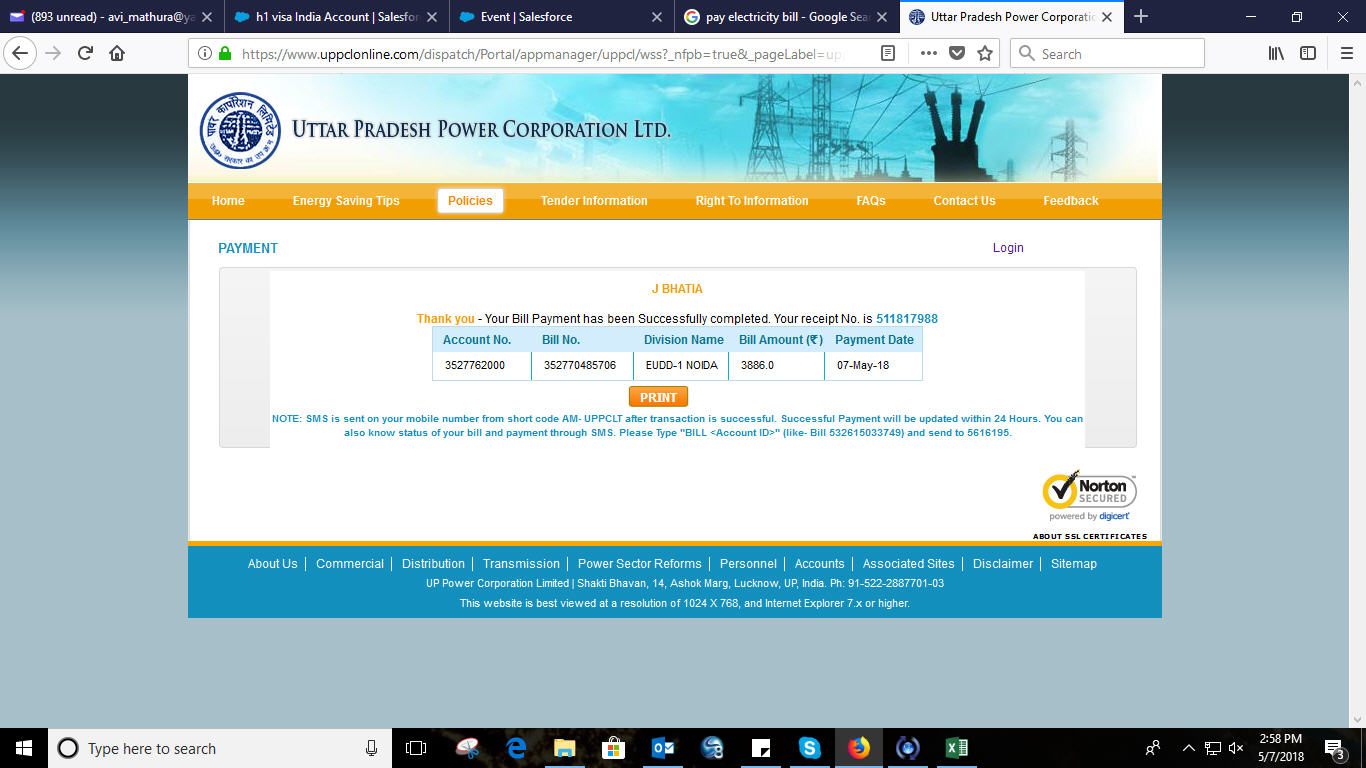 (893 unread) - avi_mathura@ya
h1 visa India Account | Salesfor
Event | Salesforce
pay electricity bill - Google Sea
Uttar Pradesh Power Corporatio
https://www.uppclonline.com/dispatch/Portal/appmanager/uppcl/wss?_nfpb=true&_pageLabel=up
Search
UTTAR PRADESH POWER CORPORATION LTD.
Home
Energy Saving Tips
Policies
Tender Information
Right To Information
FAQs
Contact Us
Feedback
PAYMENT
Login
J BHATIA
Thank you - Your Bill Payment has been Successfully completed. Your receipt No. is 511817988
Account No. Bill No. Division Name Bill Amount (₹) Payment Date
3527762000 352770485706 EUDD-1 NOIDA 3886.0 07-May-18
PRINT
NOTE: SMS is sent on your mobile number from short code AM- UPPCLT after transaction is successful. Successful Payment will be updated within 24 Hours. You can
also know status of your bill and payment through SMS. Please Type "BILL <Account ID>" (like- Bill 532615033749) and send to 5616195.
Norton
SECURED
powered by digicert
ABOUT SSL CERTIFICATES
About Us | Commercial | Distribution | Transmission | Power Sector Reforms | Personnel | Accounts | Associated Sites | Disclaimer | Sitemap
UP Power Corporation Limited | Shakti Bhavan, 14, Ashok Marg, Lucknow, UP, India. Ph: 91-522-2887701-03
This website is best viewed at a resolution of 1024 X 768, and Internet Explorer 7.x or higher.
Type here to search
2:58 PM
5/7/2018
3